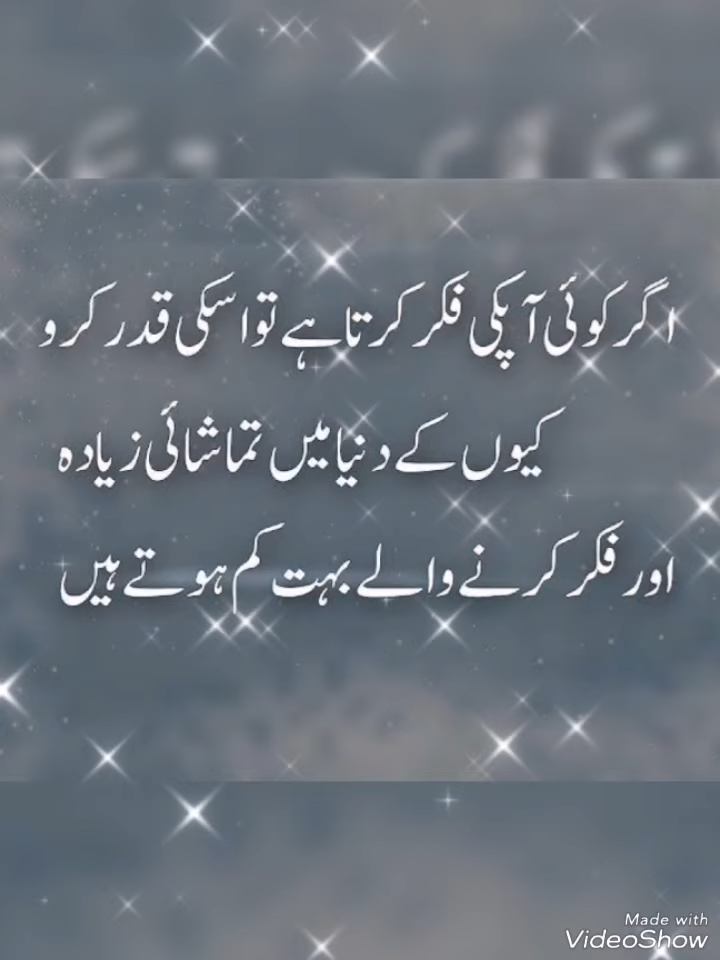 اگر کوئی آپکی فکر کرتا ہے تو اسکی قدر کرو
کیوں کے دنیا میں تماشائی زیادہ
اور فکر کرنے والے بہت کم ہوتے ہیں
Made with
VideoShow